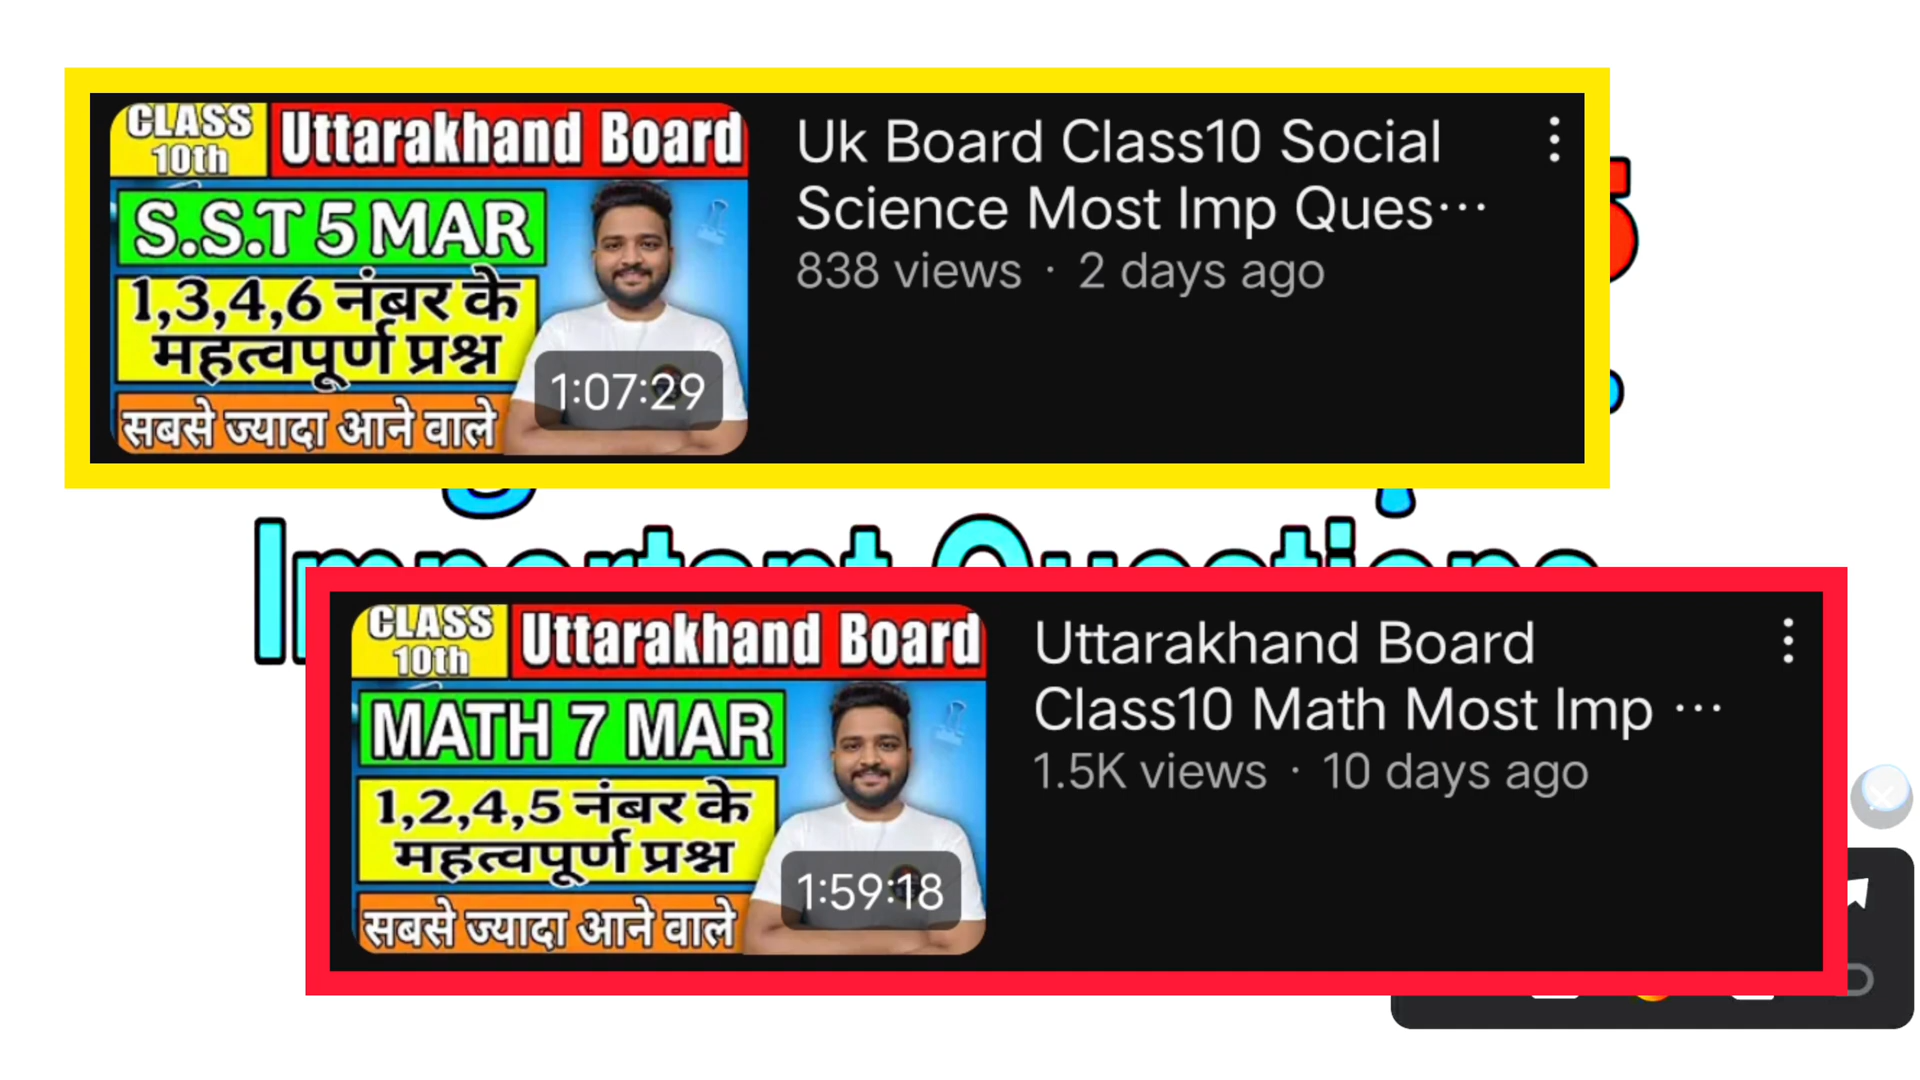 CLASS
10th
Uttarakhand Board
S.S.T 5 MAR
1,3,4,6 नंबर के
महत्वपूर्ण प्रश्न
सबसे ज्यादा आने वाले
1:07:29
Uk Board Class10 Social
Science Most Imp Ques...
838 views · 2 days ago
Important Questions
CLASS
10th
Uttarakhand Board
MATH 7 MAR
1,2,4,5 नंबर के
महत्वपूर्ण प्रश्न
सबसे ज्यादा आने वाले
1:59:18
Uttarakhand Board
Class10 Math Most Imp ...
1.5K views · 10 days ago